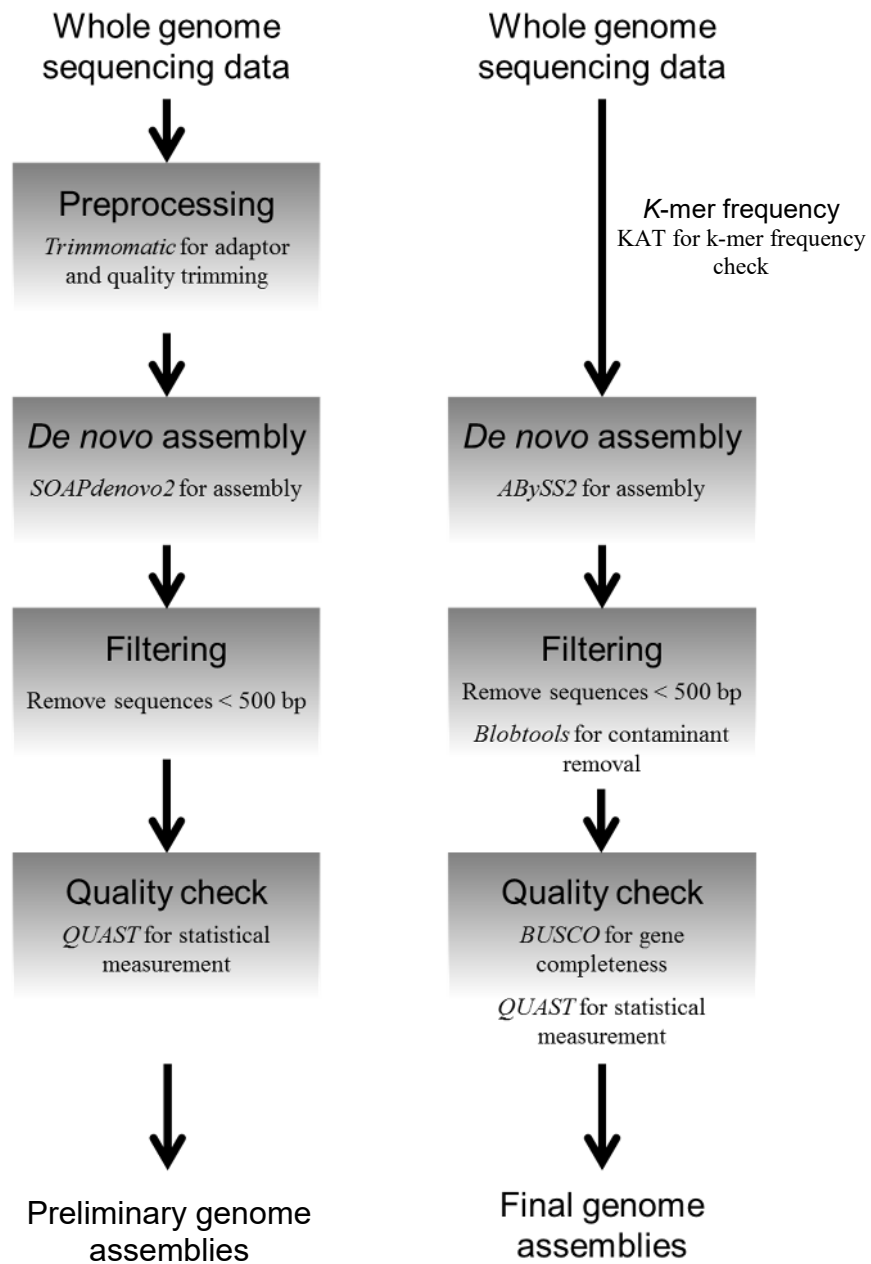 Whole genome
sequencing data
Preprocessing
Trimmomatic for adaptor
and quality trimming
De novo assembly
SOAPdenovo2 for assembly
Filtering
Remove sequences < 500 bp
Quality check
QUAST for statistical
measurement
Preliminary genome
assemblies
Whole genome
sequencing data
K-mer frequency
KAT for k-mer frequency
check
De novo assembly
ABySS2 for assembly
Filtering
Remove sequences < 500 bp
Blobtools for contaminant
removal
Quality check
BUSCO for gene
completeness
QUAST for statistical
measurement
Final genome
assemblies